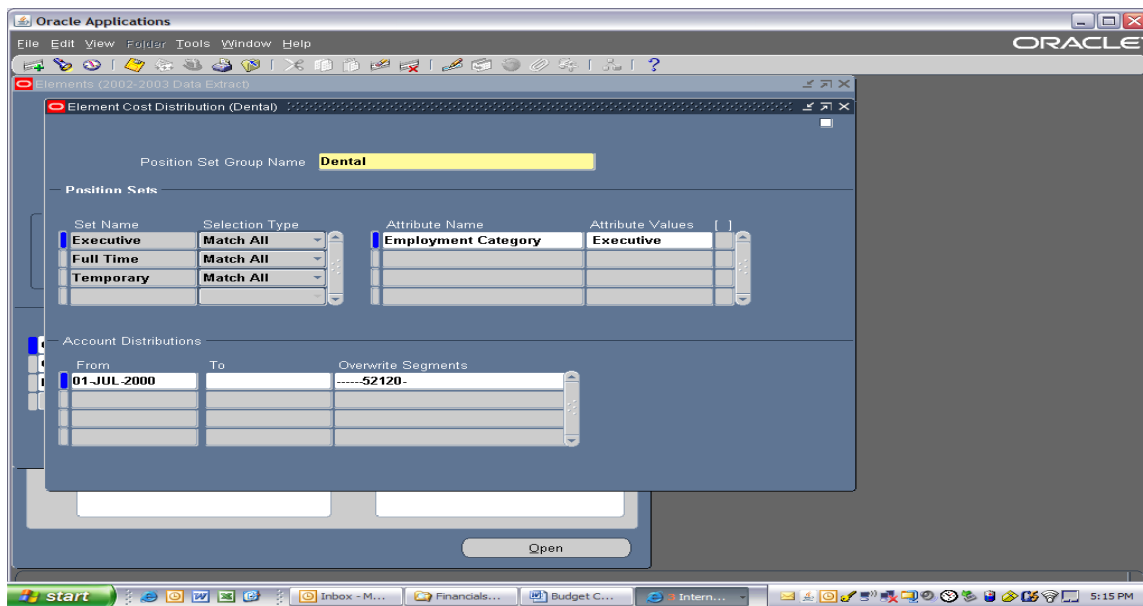 Oracle Applications
File Edit View Folder Tools Window Help
ORACLE
Elements (2002-2003 Data Extract)
Element Cost Distribution (Dental)
Position Set Group Name Dental
Position Sets
Set Name Selection Type Attribute Name Attribute Values [ ]
Executive Match All Employment Category Executive
Full Time Match All
Temporary Match All
Account Distributions
From To Overwrite Segments
01-JUL-2000 ------52120-
Open
start Inbox - M... Financials... Budget C... Intern... 5:15 PM